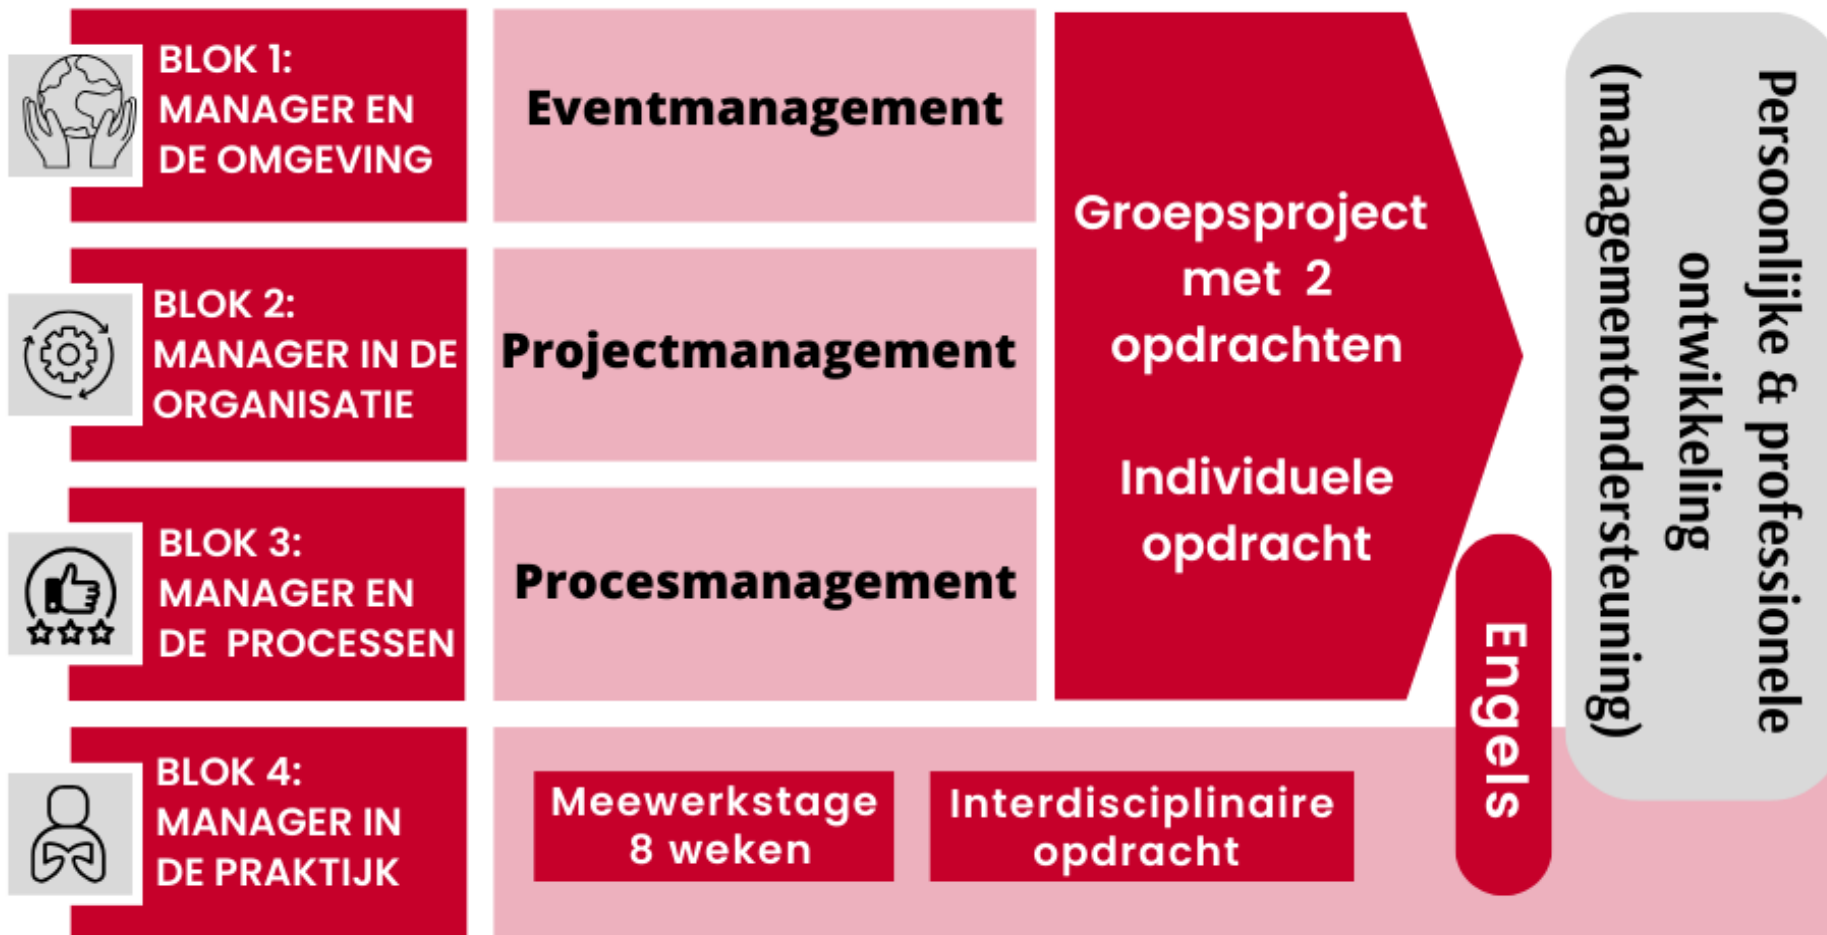 BLOK 1:
MANAGER EN
DE OMGEVING
Eventmanagement
BLOK 2:
MANAGER IN DE
ORGANISATIE
Projectmanagement
BLOK 3:
MANAGER EN
DE PROCESSEN
Procesmanagement
Groepsproject
met 2
opdrachten
Individuele
opdracht
BLOK 4:
MANAGER IN
DE PRAKTIJK
Meewerkstage
8 weken
Interdisciplinaire
opdracht
Engels
Persoonlijke & professionele
ontwikkeling
(managementondersteuning)